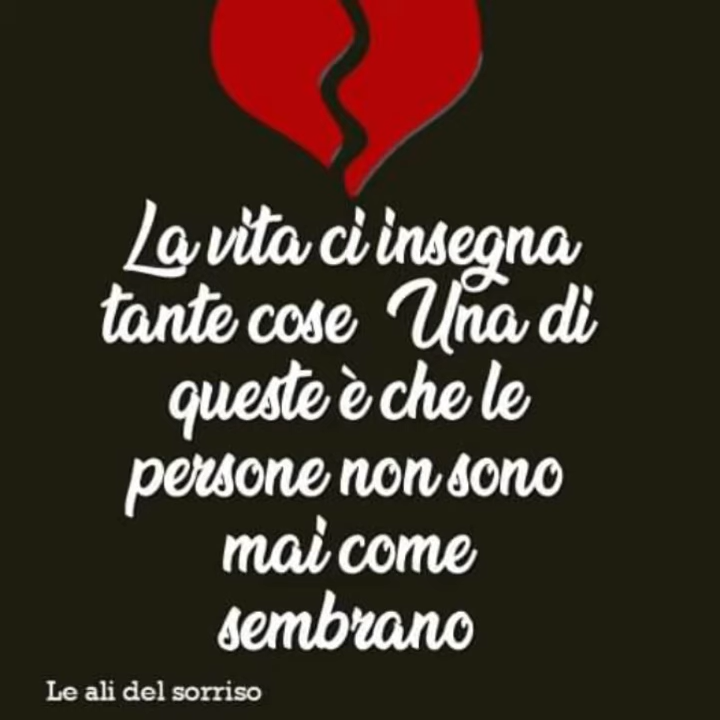 La vita ci insegna
tante cose Una di
queste è che le
persone non sono
mai come
sembrano
Le ali del sorriso